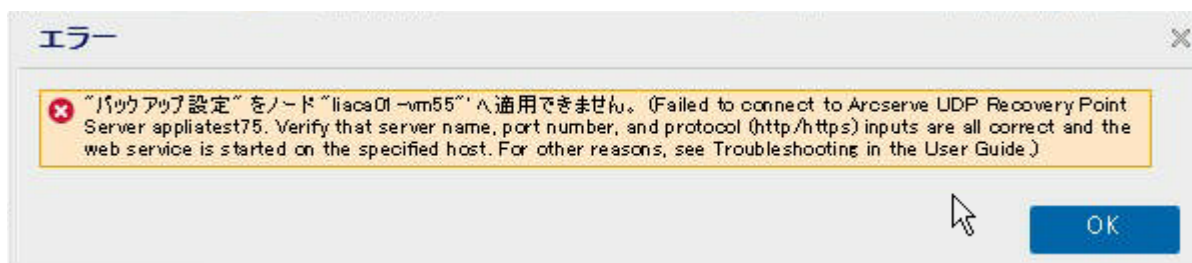 エラー
"バックアップ設定" をノード "liaca01-vm55"' へ適用できません。(Failed to connect to Arcserve UDP Recovery Point
Server appliatest75. Verify that server name, port number, and protocol (http/https) inputs are all correct and the
web service is started on the specified host. For other reasons, see Troubleshooting in the User Guide.)
OK